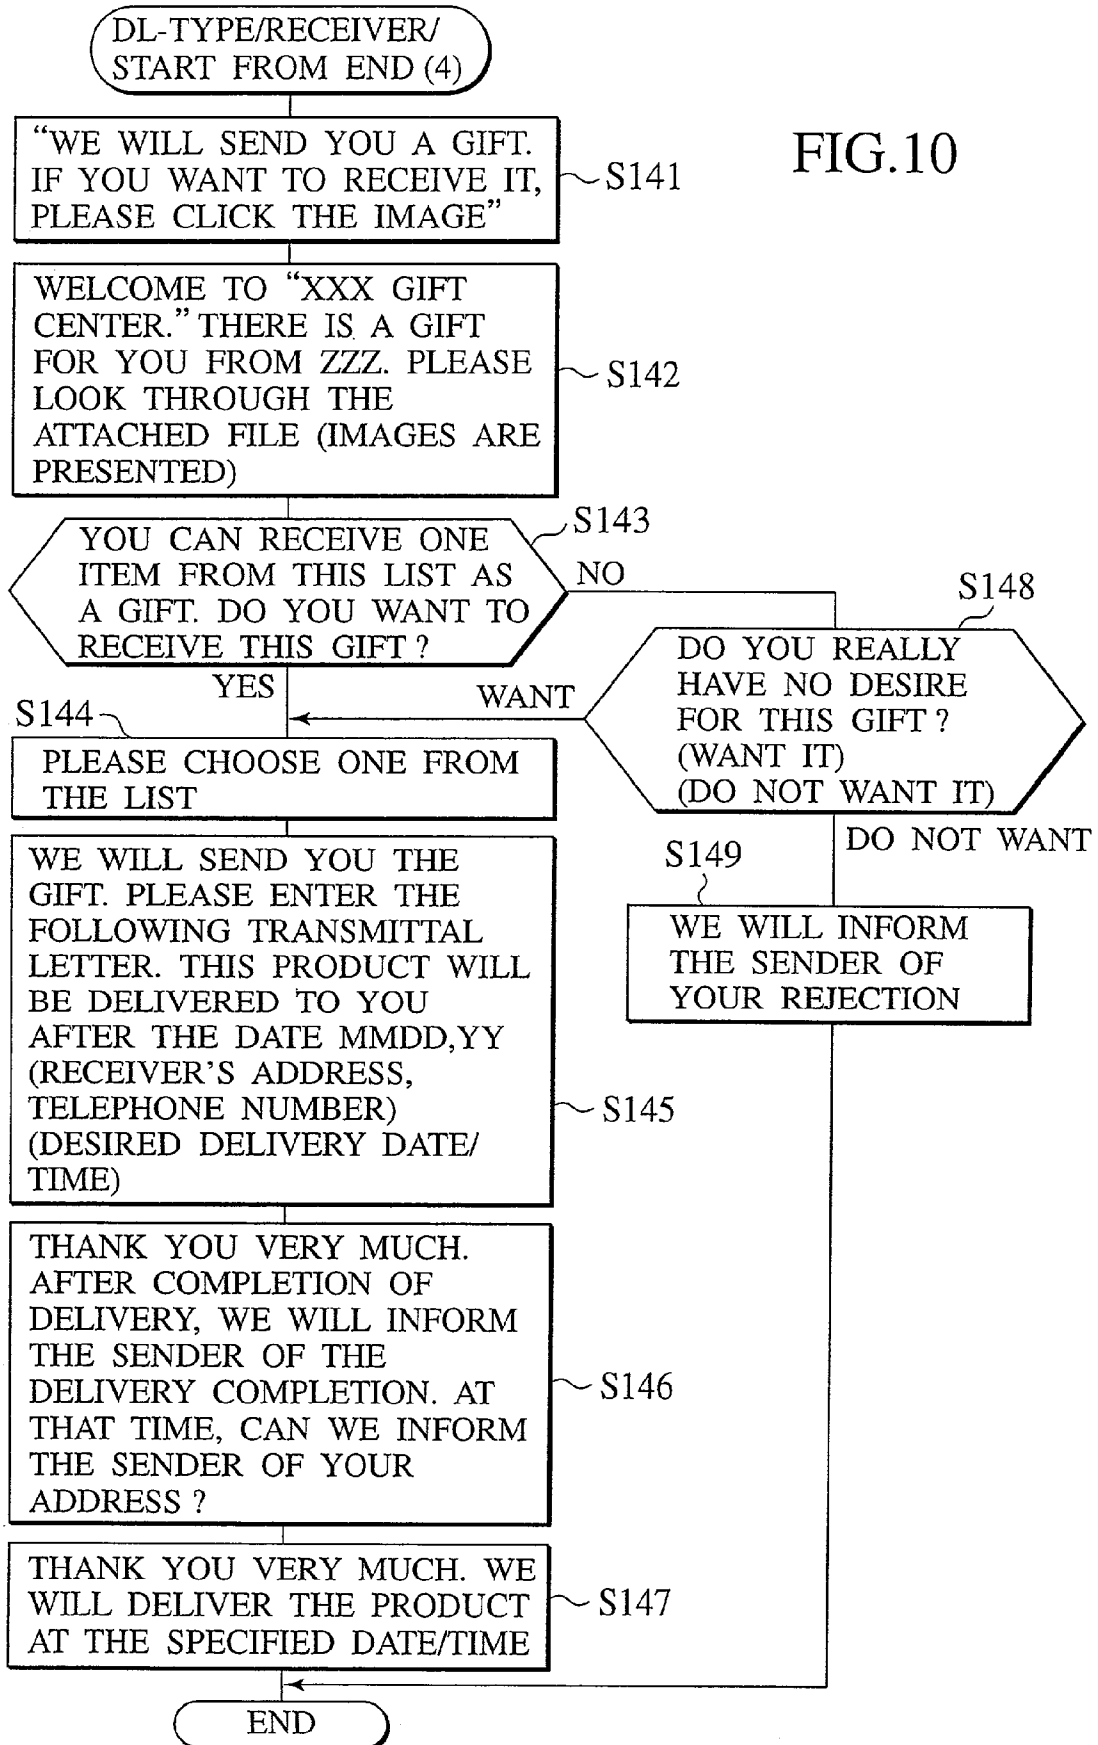 DL-TYPE/RECEIVER/
START FROM END (4)
FIG.10
“WE WILL SEND YOU A GIFT.
IF YOU WANT TO RECEIVE IT,
PLEASE CLICK THE IMAGE”
S141
WELCOME TO “XXX GIFT
CENTER.” THERE IS A GIFT
FOR YOU FROM ZZZ. PLEASE
LOOK THROUGH THE
ATTACHED FILE (IMAGES ARE
PRESENTED)
S142
S143
YOU CAN RECEIVE ONE
ITEM FROM THIS LIST AS
A GIFT. DO YOU WANT TO
RECEIVE THIS GIFT ?
NO
YES
S148
DO YOU REALLY
HAVE NO DESIRE
FOR THIS GIFT ?
(WANT IT)
(DO NOT WANT IT)
WANT
DO NOT WANT
S144
PLEASE CHOOSE ONE FROM
THE LIST
S149
WE WILL INFORM
THE SENDER OF
YOUR REJECTION
WE WILL SEND YOU THE
GIFT. PLEASE ENTER THE
FOLLOWING TRANSMITTAL
LETTER. THIS PRODUCT WILL
BE DELIVERED TO YOU
AFTER THE DATE MMDD,YY
(RECEIVER’S ADDRESS,
TELEPHONE NUMBER)
(DESIRED DELIVERY DATE/
TIME)
S145
THANK YOU VERY MUCH.
AFTER COMPLETION OF
DELIVERY, WE WILL INFORM
THE SENDER OF THE
DELIVERY COMPLETION. AT
THAT TIME, CAN WE INFORM
THE SENDER OF YOUR
ADDRESS ?
S146
THANK YOU VERY MUCH. WE
WILL DELIVER THE PRODUCT
AT THE SPECIFIED DATE/TIME
S147
END